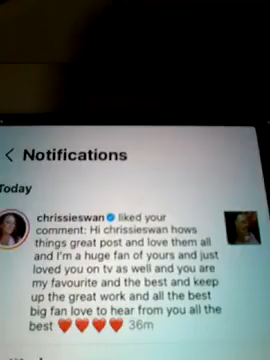 Notifications
Today
chrissieswan liked your
comment: Hi chrissieswan hows
things great post and love them all
and I'm a huge fan of yours and just
loved you on tv as well and you are
my favourite and the best and keep
up the great work and all the best
big fan love to hear from you all the
best ❤️❤️❤️❤️ 36m